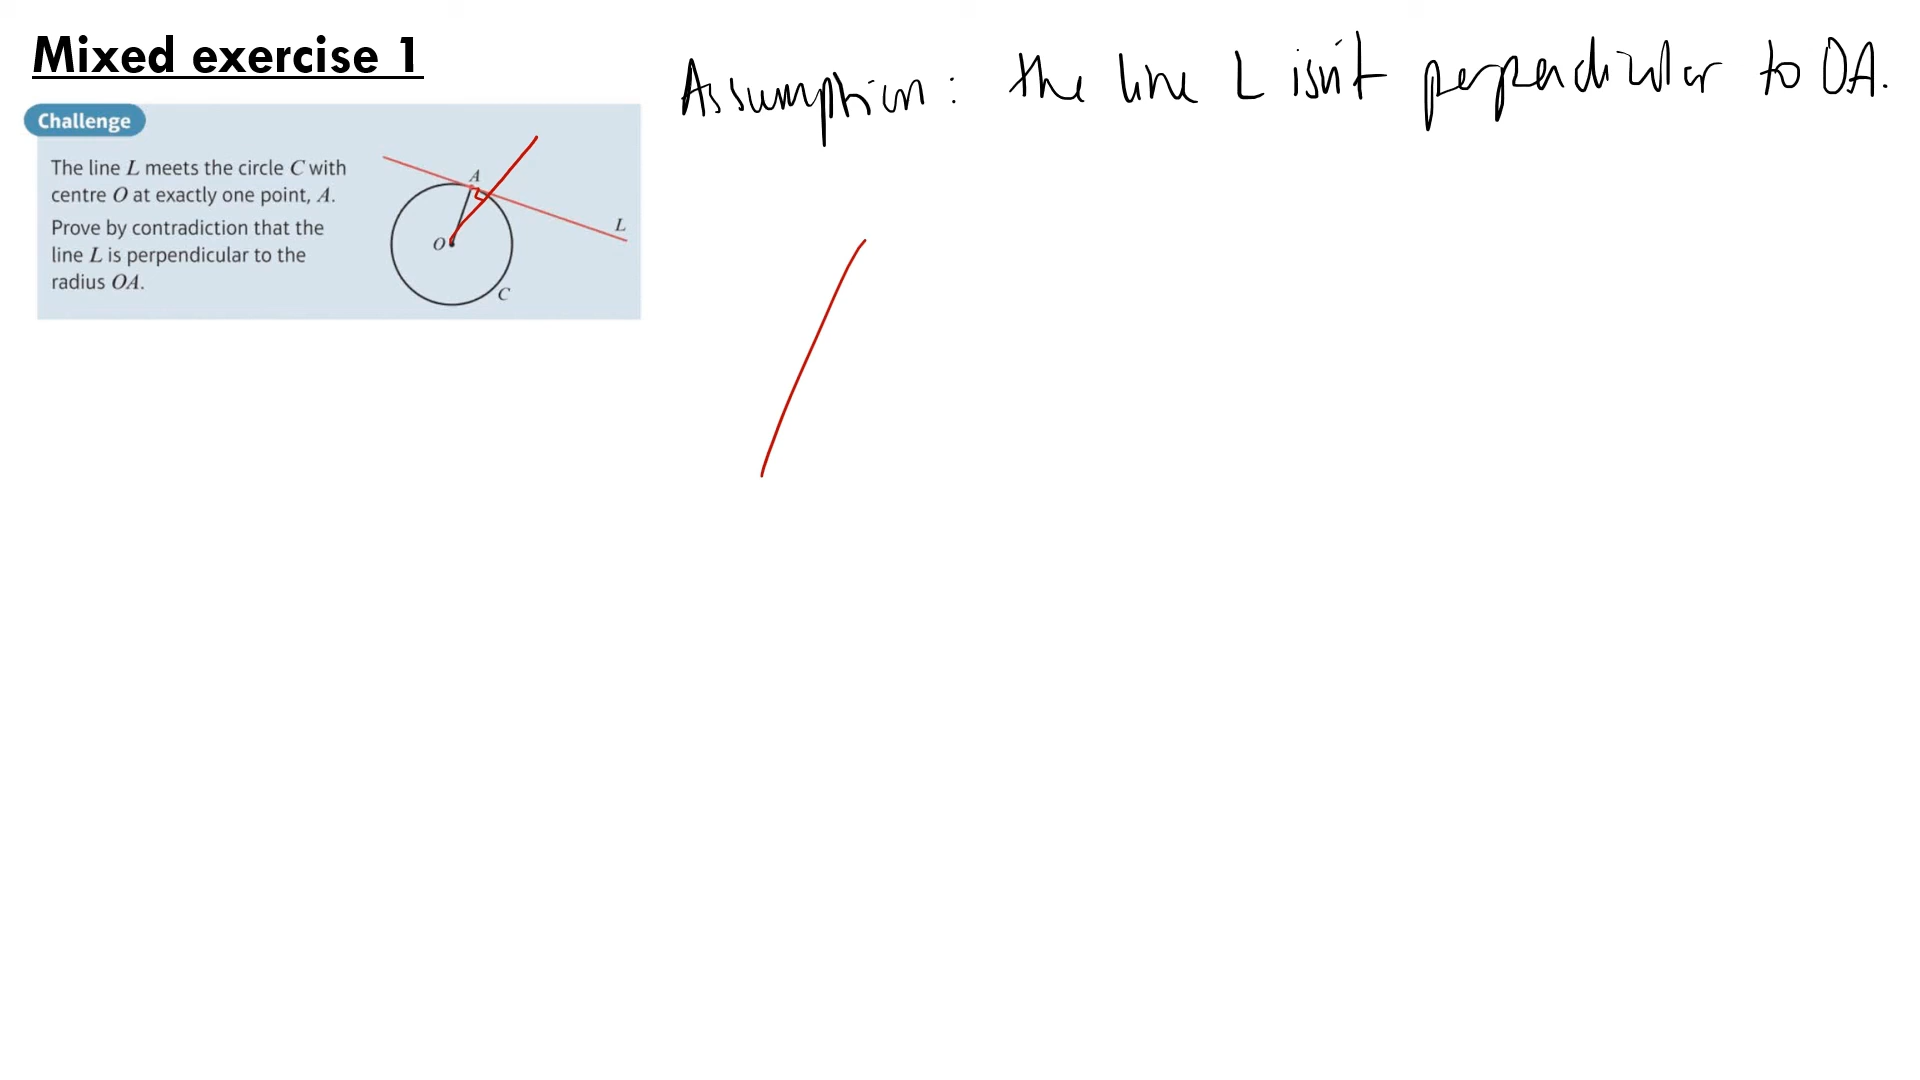 Mixed exercise 1
Assumption: the line L isn't perpendicular to OA.
Challenge
The line L meets the circle C with
centre O at exactly one point, A.
Prove by contradiction that the
line L is perpendicular to the
radius OA.
A
L
O
C